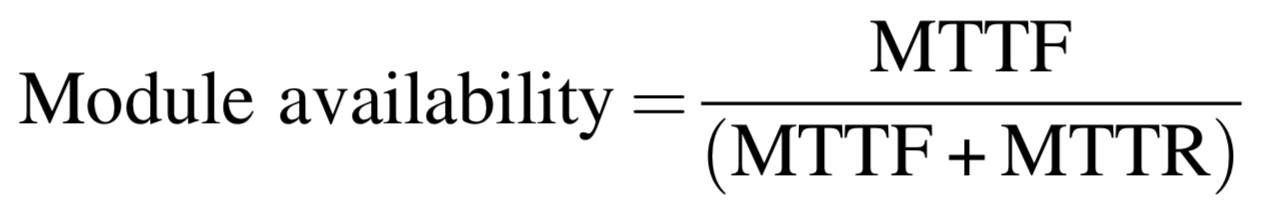 Module availability = MTTF / (MTTF + MTTR)